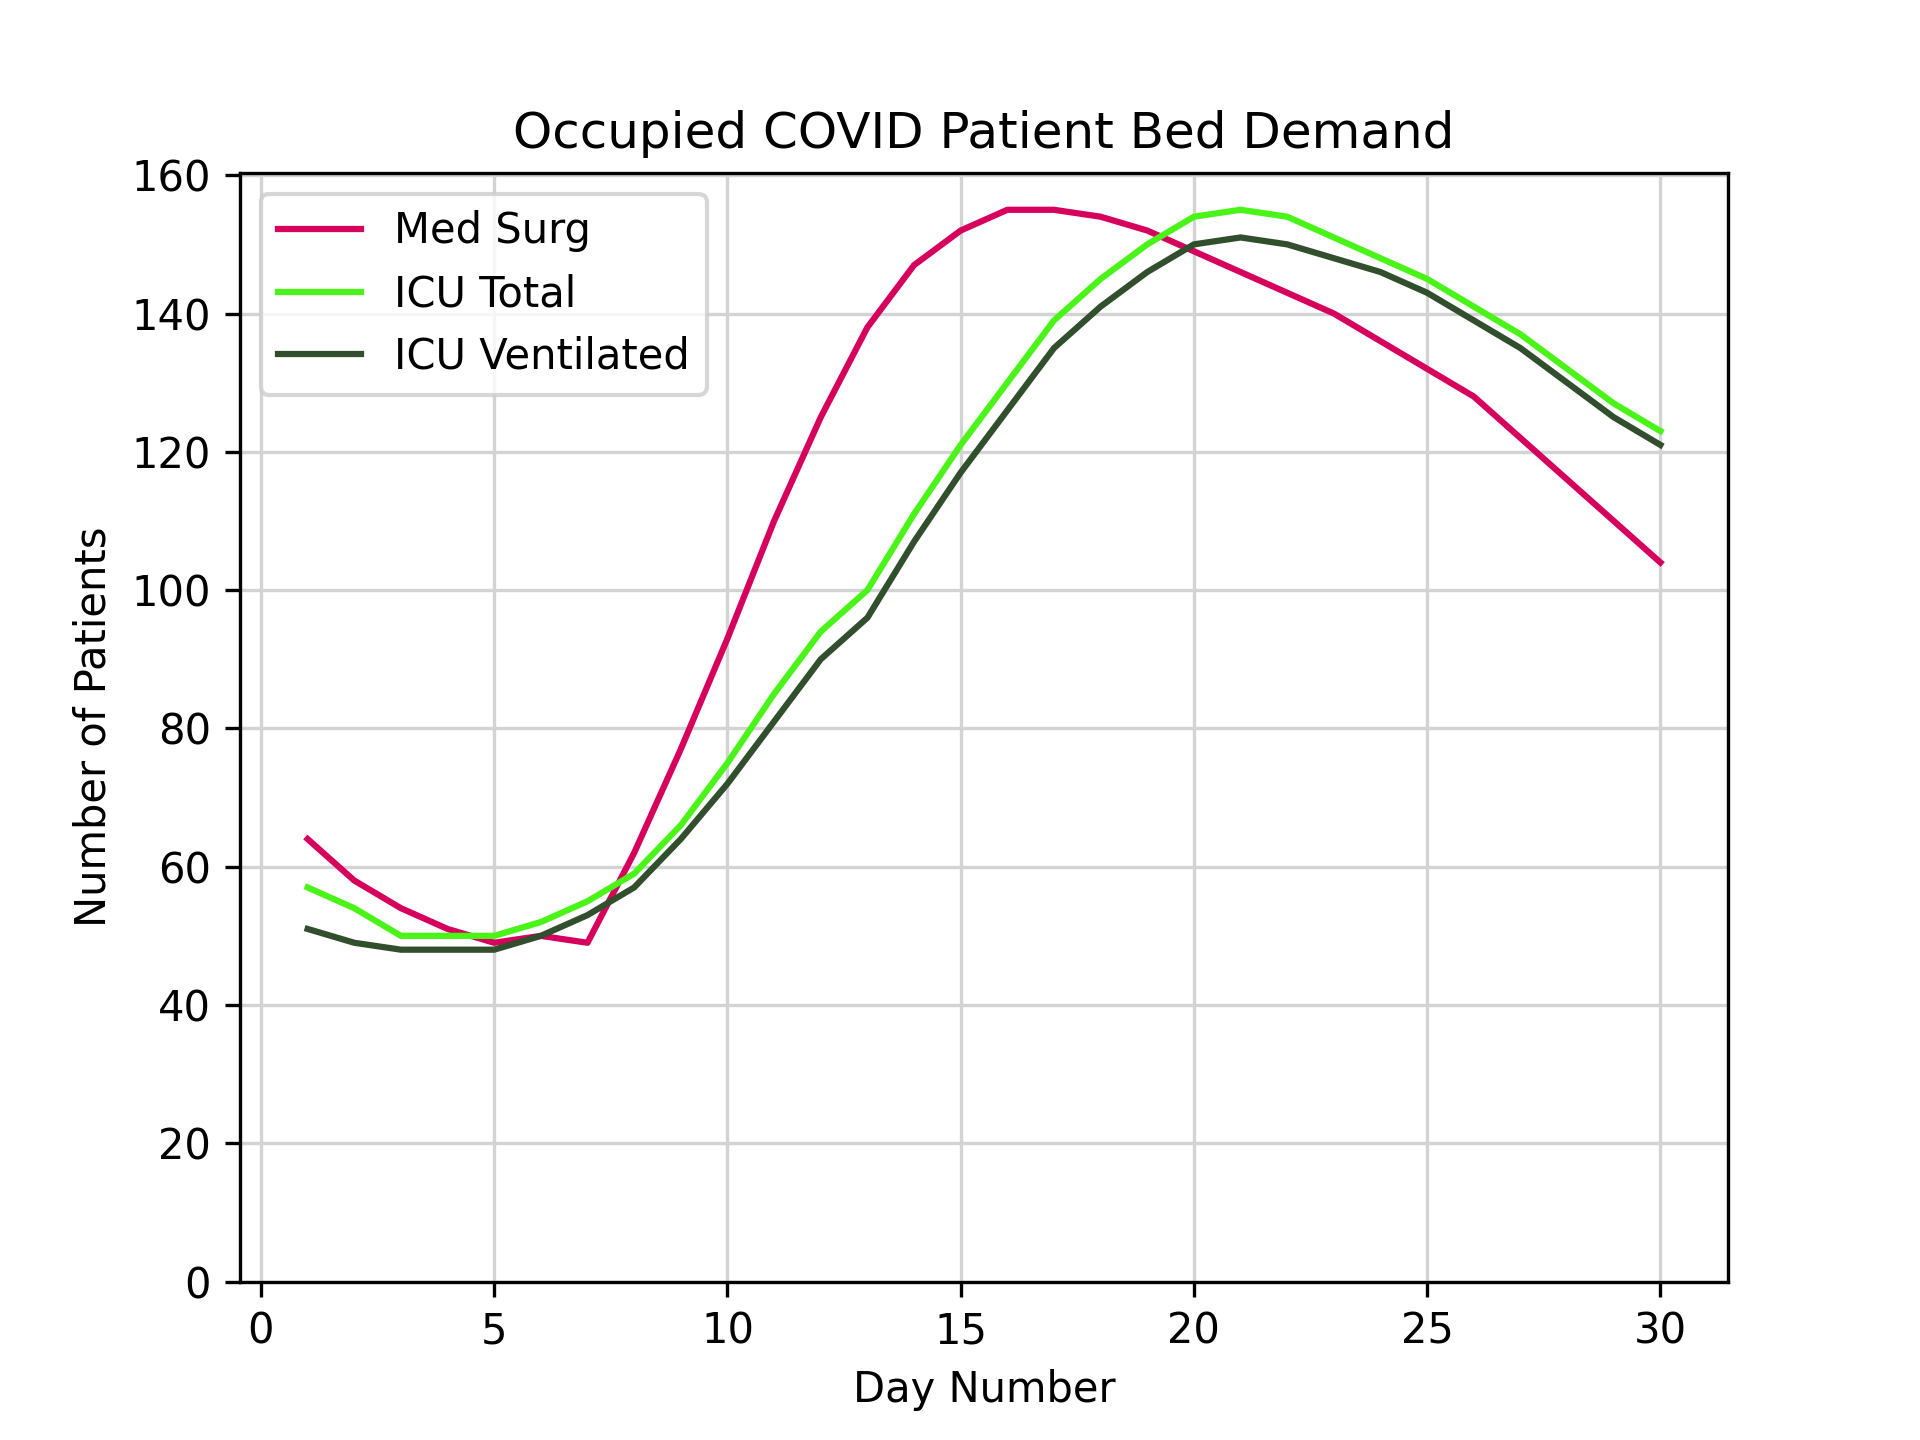 Occupied COVID Patient Bed Demand
Med Surg
ICU Total
ICU Ventilated
Number of Patients
160
140
120
100
80
60
40
20
0
0 5 10 15 20 25 30
Day Number